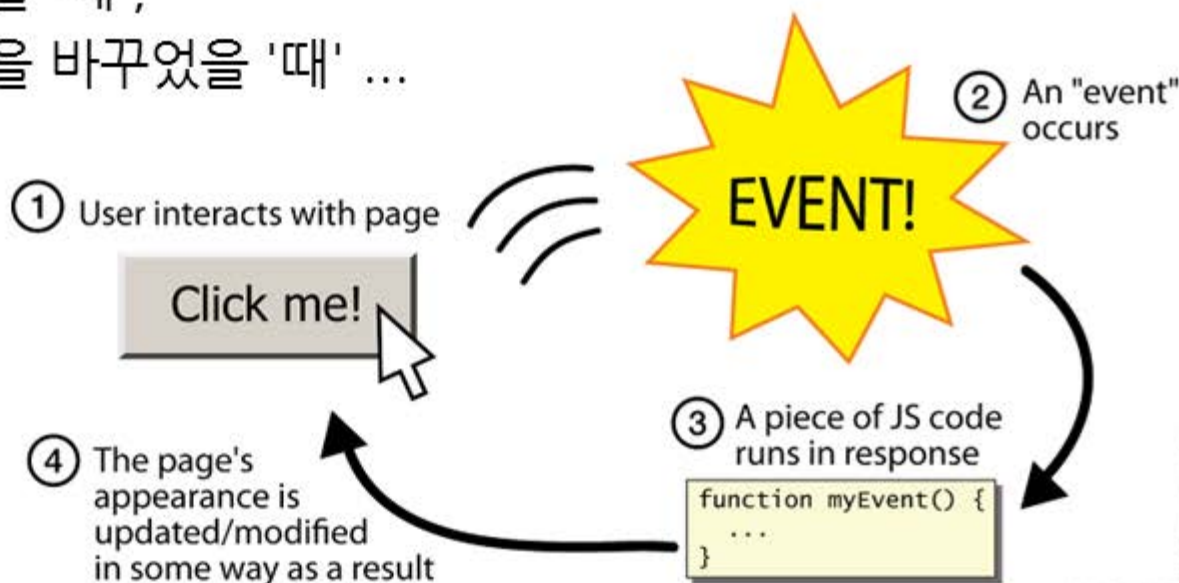 을 바꾸었을 '때' ...
① User interacts with page
Click me!
EVENT!
② An "event"
occurs
③ A piece of JS code
runs in response
function myEvent() {
...
}
④ The page's
appearance is
updated/modified
in some way as a result